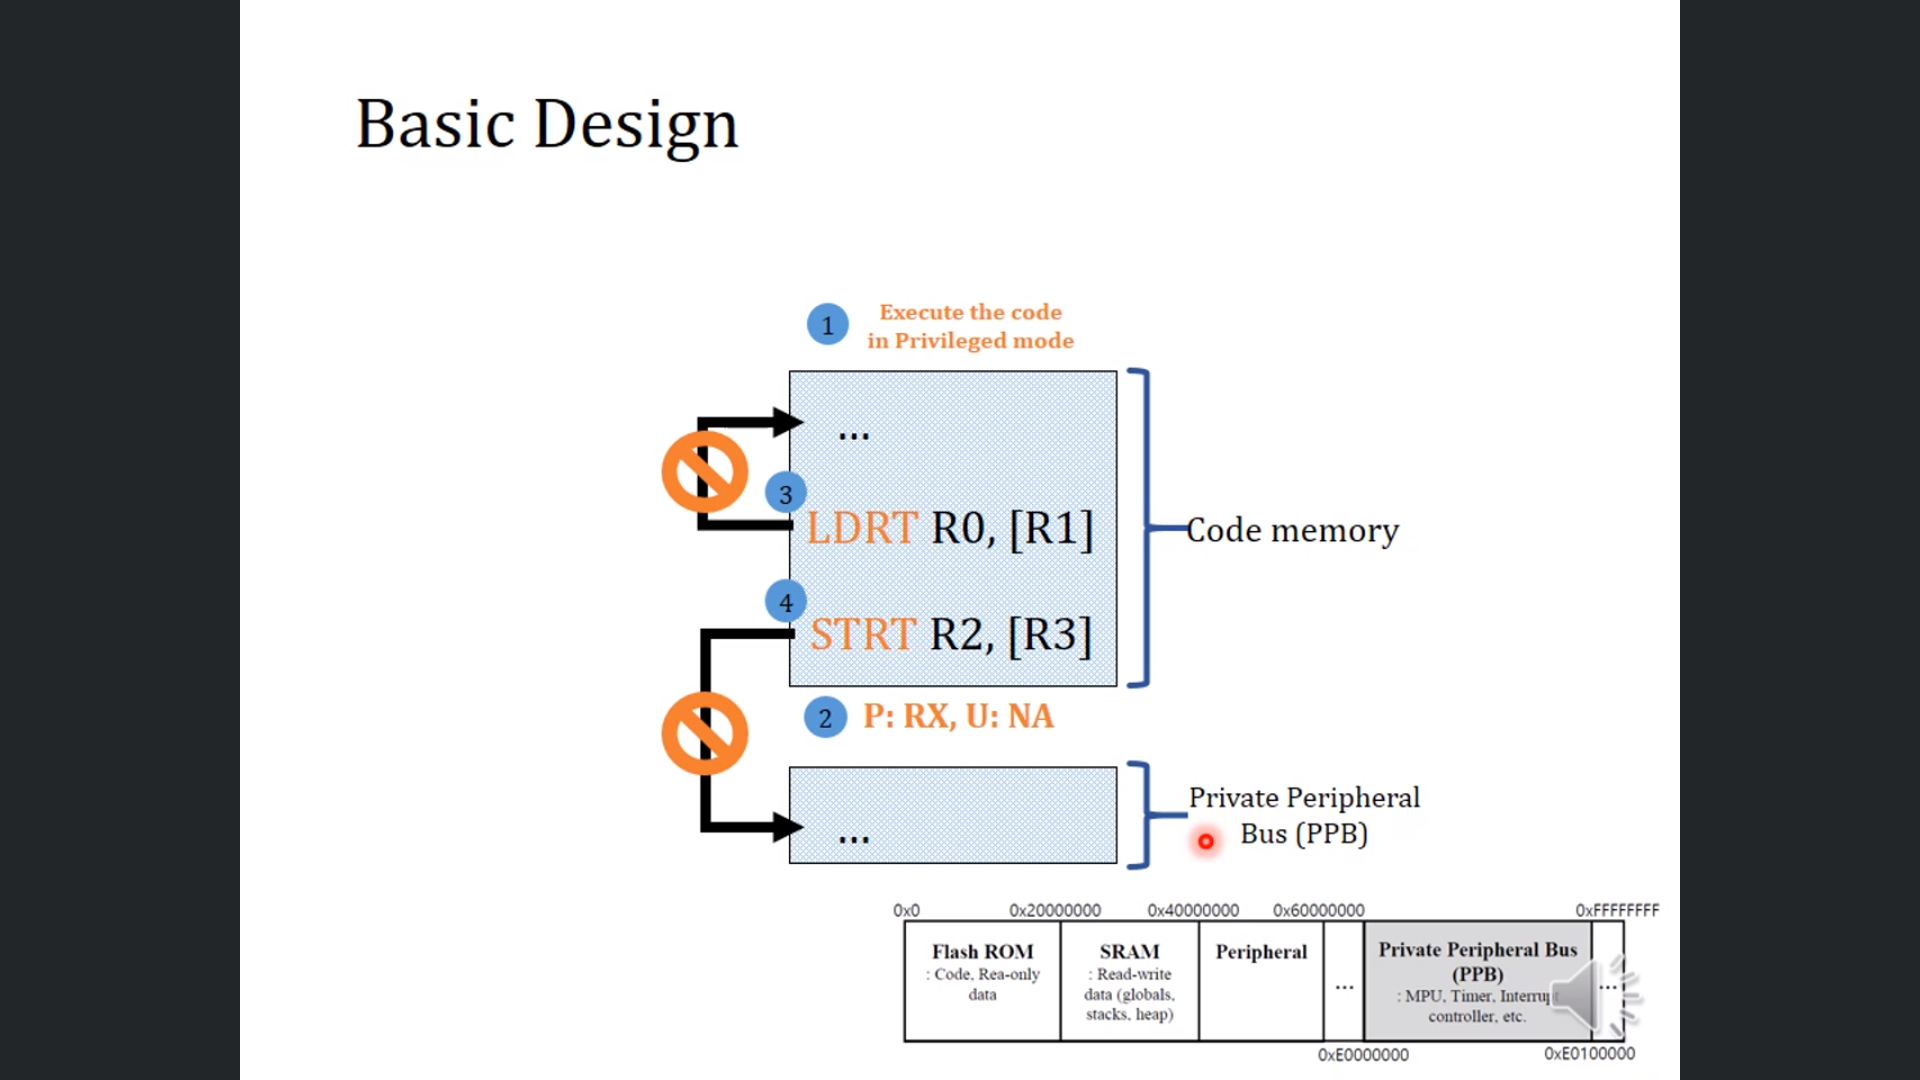 Basic Design
1
Execute the code
in Privileged mode
...
3
LDRT R0, [R1]
Code memory
4
STRT R2, [R3]
2
P: RX, U: NA
...
Private Peripheral
Bus (PPB)
0x0
0x20000000
0x40000000
0x60000000
0xFFFFFFFF
Flash ROM
: Code, Rea-only
data
SRAM
: Read-write
data (globals,
stacks, heap)
Peripheral
...
Private Peripheral Bus
(PPB)
: MPU, Timer, Interrupt
controller, etc.
...
0xE0000000
0xE0100000